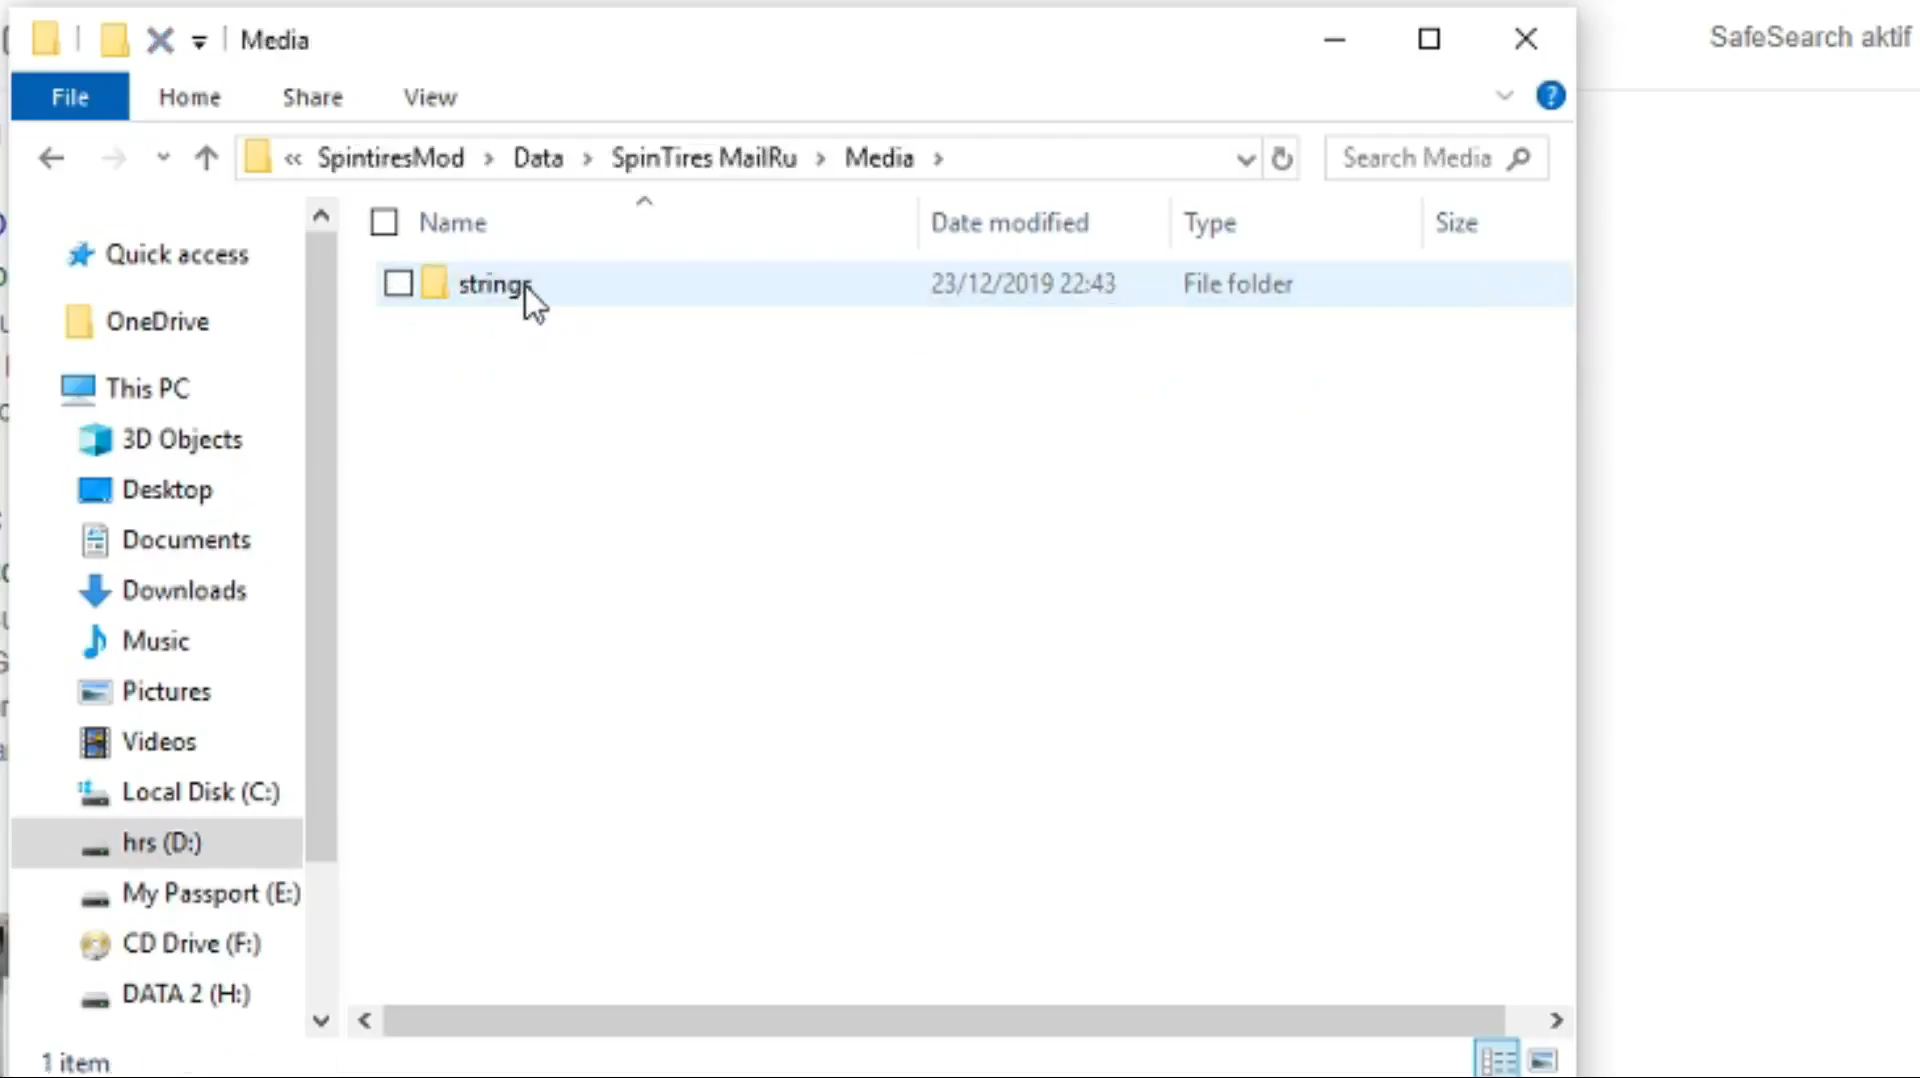 Media
SafeSearch aktif
File Home Share View
« SpintiresMod > Data > SpinTires MailRu > Media >
Search Media
Name Date modified Type Size
strings 23/12/2019 22:43 File folder
Quick access
OneDrive
This PC
3D Objects
Desktop
Documents
Downloads
Music
Pictures
Videos
Local Disk (C:)
hrs (D:)
My Passport (E:)
CD Drive (F:)
DATA 2 (H:)
1 item